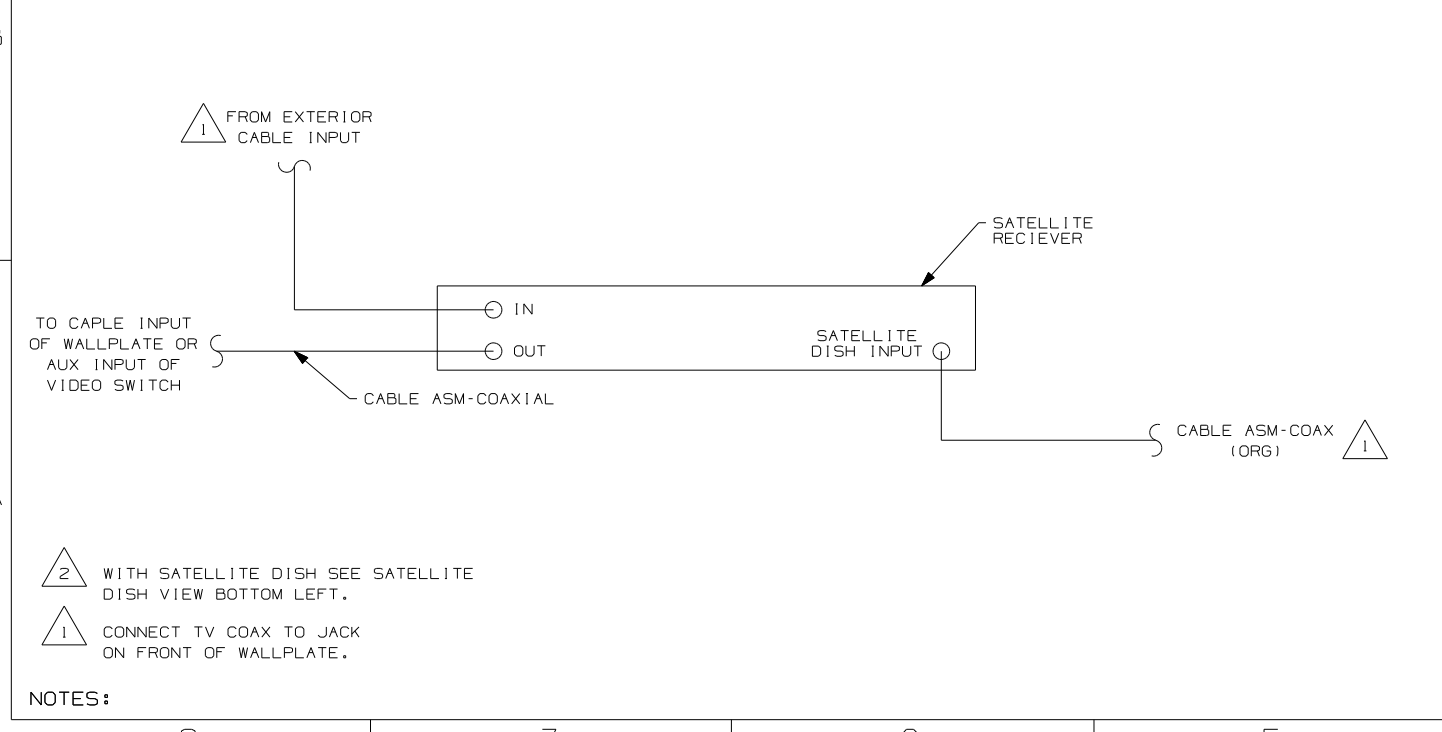 1
FROM EXTERIOR
CABLE INPUT
SATELLITE
RECIEVER
IN
TO CAPLE INPUT
OF WALLPLATE OR
AUX INPUT OF
VIDEO SWITCH
OUT
SATELLITE
DISH INPUT
CABLE ASM-COAXIAL
CABLE ASM-COAX
(ORG)
1
2
WITH SATELLITE DISH SEE SATELLITE
DISH VIEW BOTTOM LEFT.
1
CONNECT TV COAX TO JACK
ON FRONT OF WALLPLATE.
NOTES: